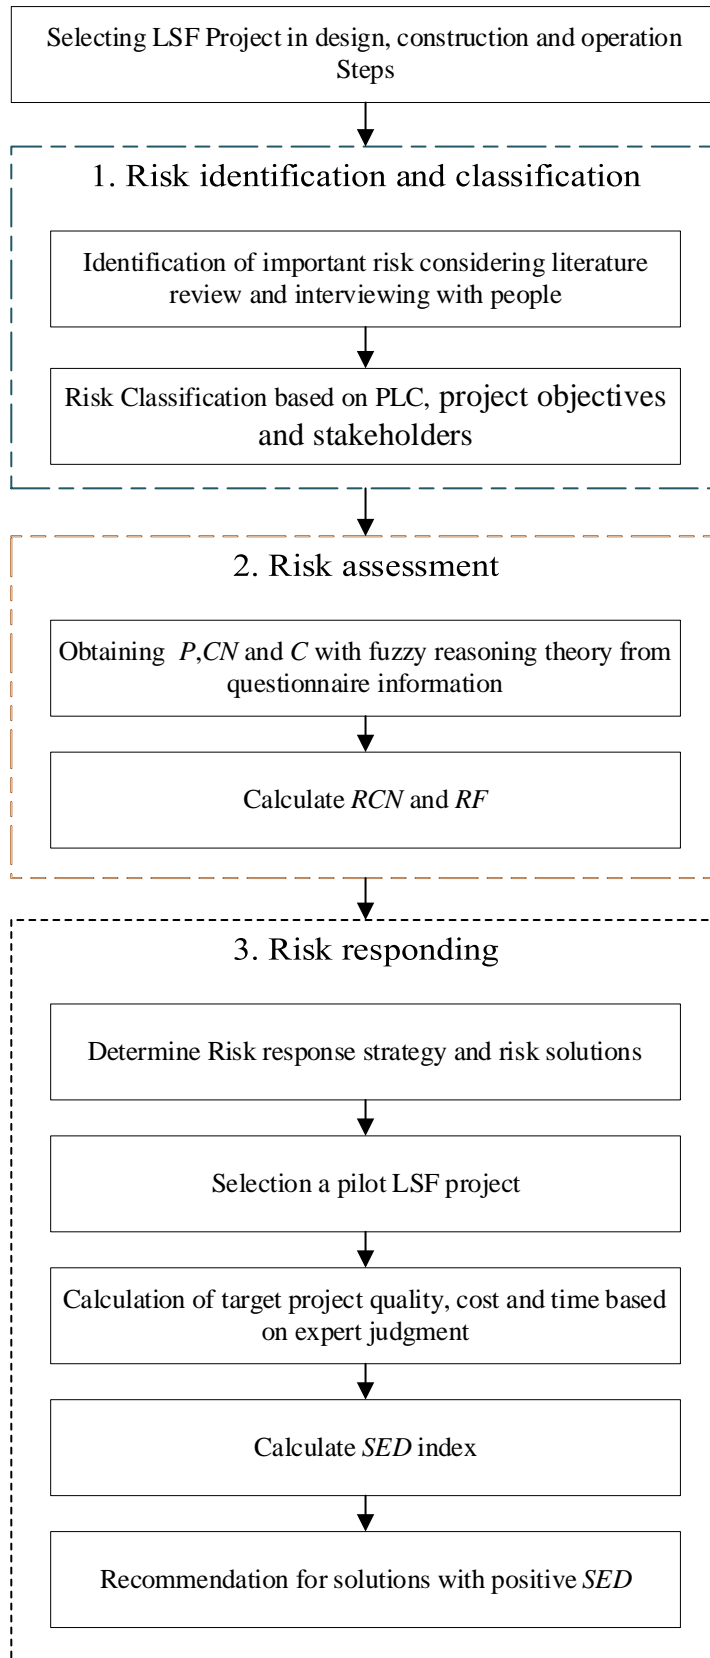 Selecting LSF Project in design, construction and operation
Steps
1. Risk identification and classification
Identification of important risk considering literature
review and interviewing with people
Risk Classification based on PLC, project objectives
and stakeholders
2. Risk assessment
Obtaining P,CN and C with fuzzy reasoning theory from
questionnaire information
Calculate RCN and RF
3. Risk responding
Determine Risk response strategy and risk solutions
Selection a pilot LSF project
Calculation of target project quality, cost and time based
on expert judgment
Calculate SED index
Recommendation for solutions with positive SED